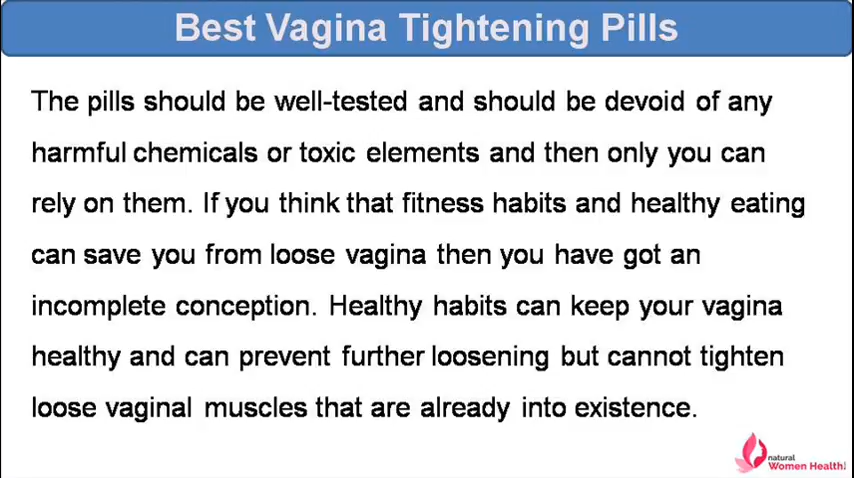 Best Vagina Tightening Pills
The pills should be well-tested and should be devoid of any
harmful chemicals or toxic elements and then only you can
rely on them. If you think that fitness habits and healthy eating
can save you from loose vagina then you have got an
incomplete conception. Healthy habits can keep your vagina
healthy and can prevent further loosening but cannot tighten
loose vaginal muscles that are already into existence.
natural
Women Health!